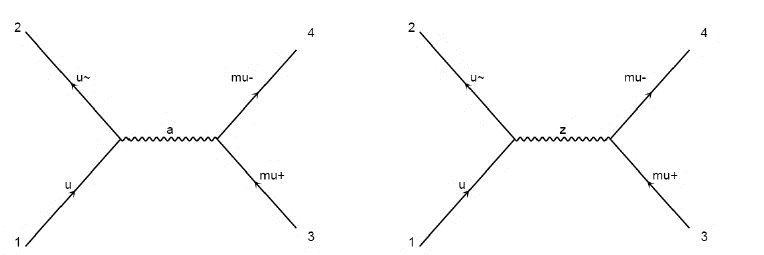 2 4 2 4
u~ mu- u~ mu-
a z
u mu+ u mu+
1 3 1 3